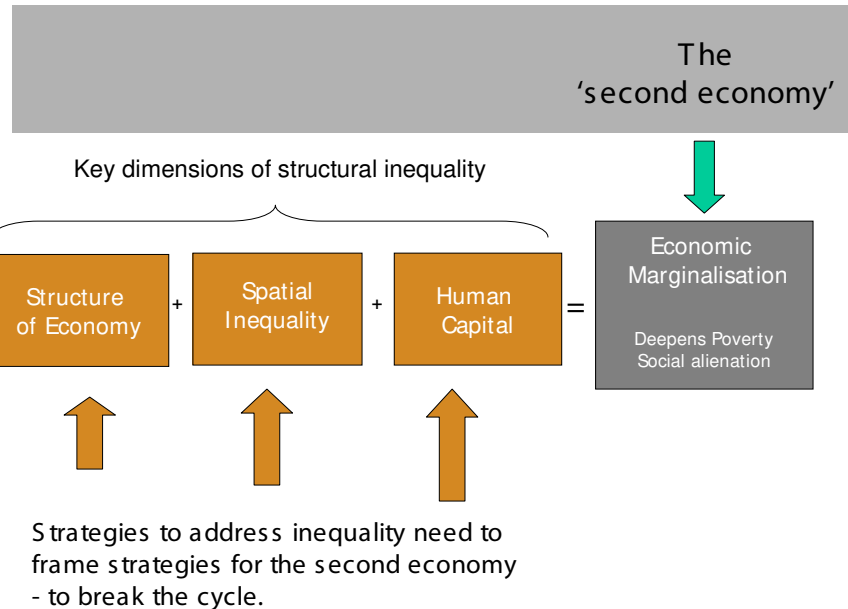 The
‘second economy’
Key dimensions of structural inequality
Structure
of Economy
+
Spatial
Inequality
+
Human
Capital
=
Economic
Marginalisation
Deepens Poverty
Social alienation
Strategies to address inequality need to
frame strategies for the second economy
- to break the cycle.